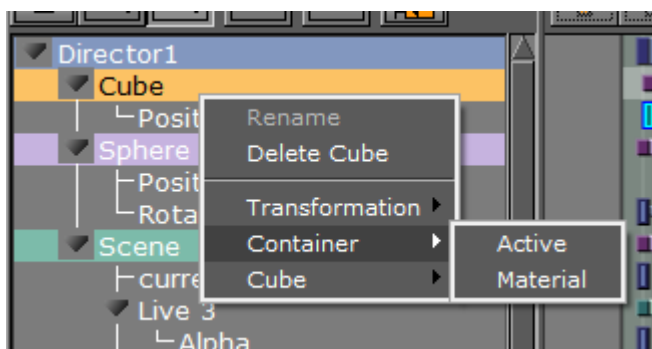 Director1
Cube
Posit
Sphere
Posit
Rota
Scene
curre
Live 3
Alpha
Rename
Delete Cube
Transformation
Container
Cube
Active
Material